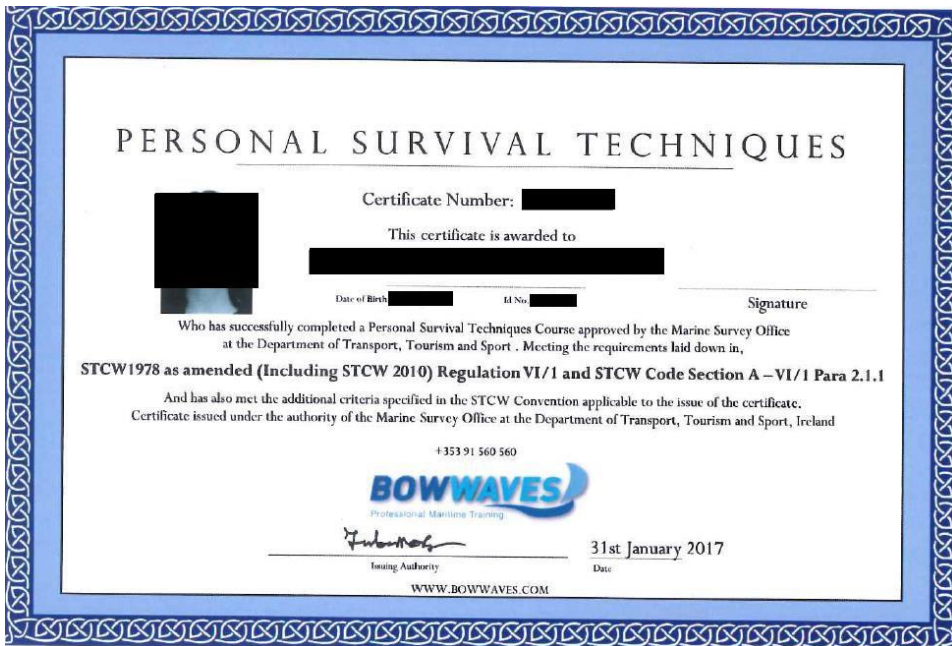 PERSONAL SURVIVAL TECHNIQUES
Certificate Number:
This certificate is awarded to
Date of Birth Id No.
Signature
Who has successfully completed a Personal Survival Techniques Course approved by the Marine Survey Office
at the Department of Transport, Tourism and Sport . Meeting the requirements laid down in,
STCW1978 as amended (Including STCW 2010) Regulation VI/1 and STCW Code Section A – VI/1 Para 2.1.1
And has also met the additional criteria specified in the STCW Convention applicable to the issue of the certificate.
Certificate issued under the authority of the Marine Survey Office at the Department of Transport, Tourism and Sport, Ireland
+353 91 560 560
BOWWAVES
Professional Maritime Training
31st January 2017
Issuing Authority Date
WWW.BOWWAVES.COM